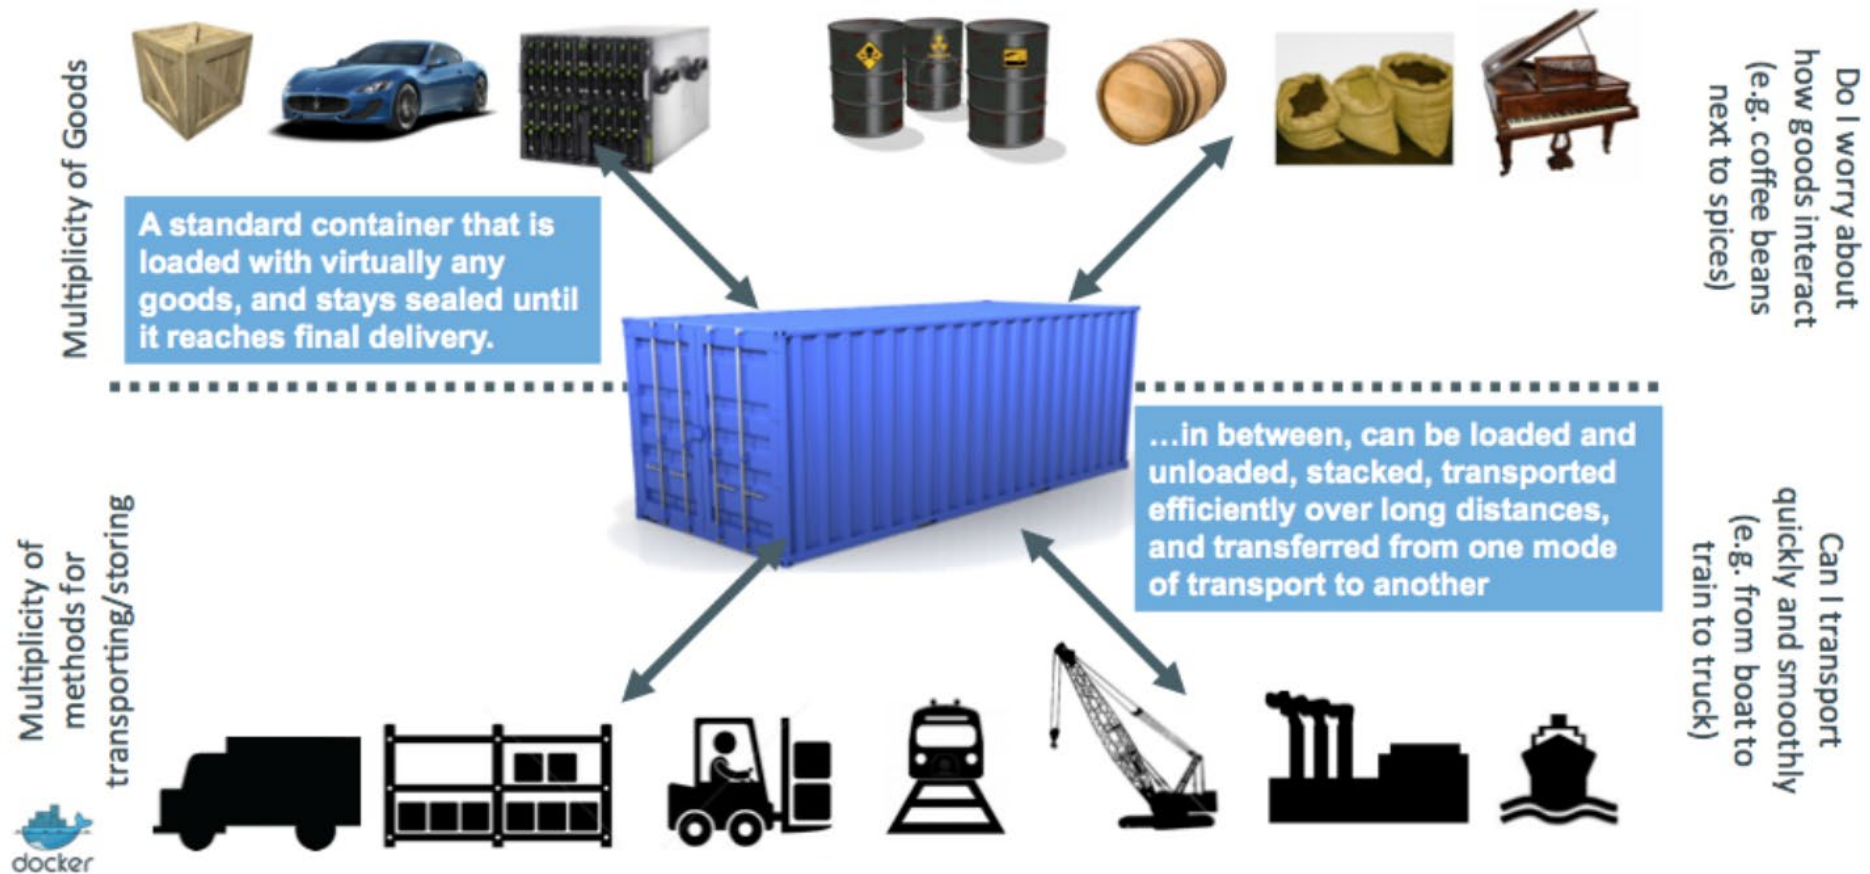 Multiplicity of Goods
Do I worry about
how goods interact
(e.g. coffee beans
next to spices)
A standard container that is
loaded with virtually any
goods, and stays sealed until
it reaches final delivery.
...in between, can be loaded and
unloaded, stacked, transported
efficiently over long distances,
and transferred from one mode
of transport to another
Multiplicity of
methods for
transporting/storing
Can I transport
quickly and smoothly
(e.g. from boat to
train to truck)
docker